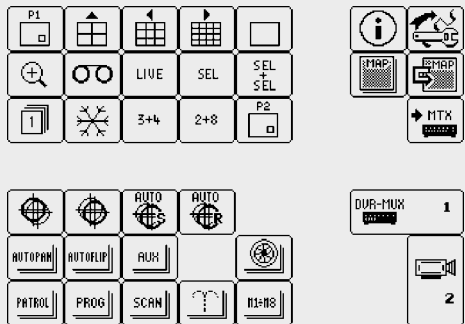 P1
i
MAP
MAP
LIVE
SEL
SEL
+
SEL
1
3+4
2+8
P2
MTX
AUTO
S
AUTO
R
DVR-MUX 1
AUTOPAN
AUTOFLIP
AUX
2
PATROL
PROG
SCAN
M1÷M8